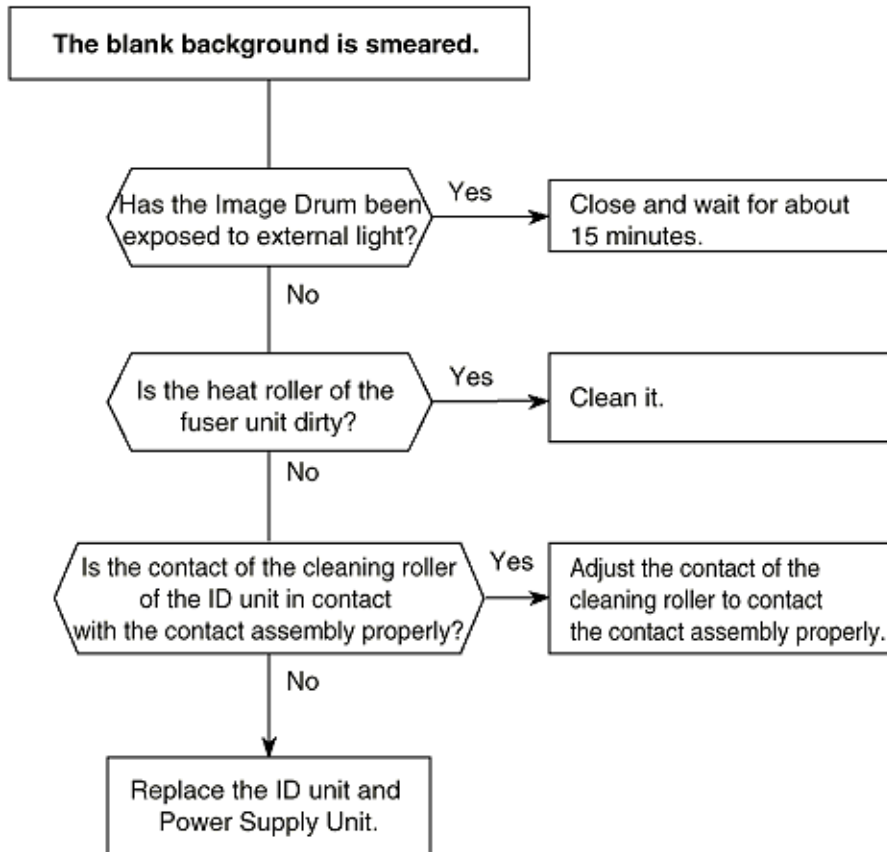 The blank background is smeared.
Has the Image Drum been
exposed to external light?
Yes
Close and wait for about
15 minutes.
No
Is the heat roller of the
fuser unit dirty?
Yes
Clean it.
No
Is the contact of the cleaning roller
of the ID unit in contact
with the contact assembly properly?
Yes
Adjust the contact of the
cleaning roller to contact
the contact assembly properly.
No
Replace the ID unit and
Power Supply Unit.